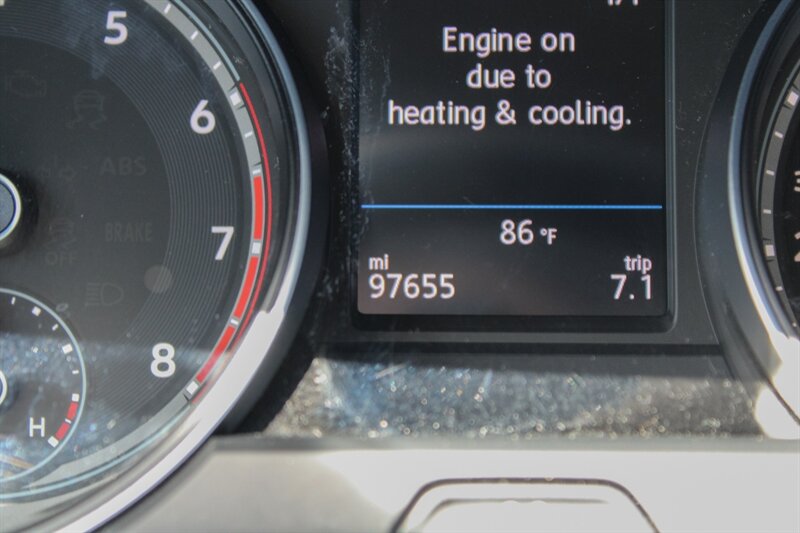 Engine on
due to
heating & cooling.
86 °F
mi
97655
trip
7.1
5
6
7
8
H
ABS
BRAKE
OFF